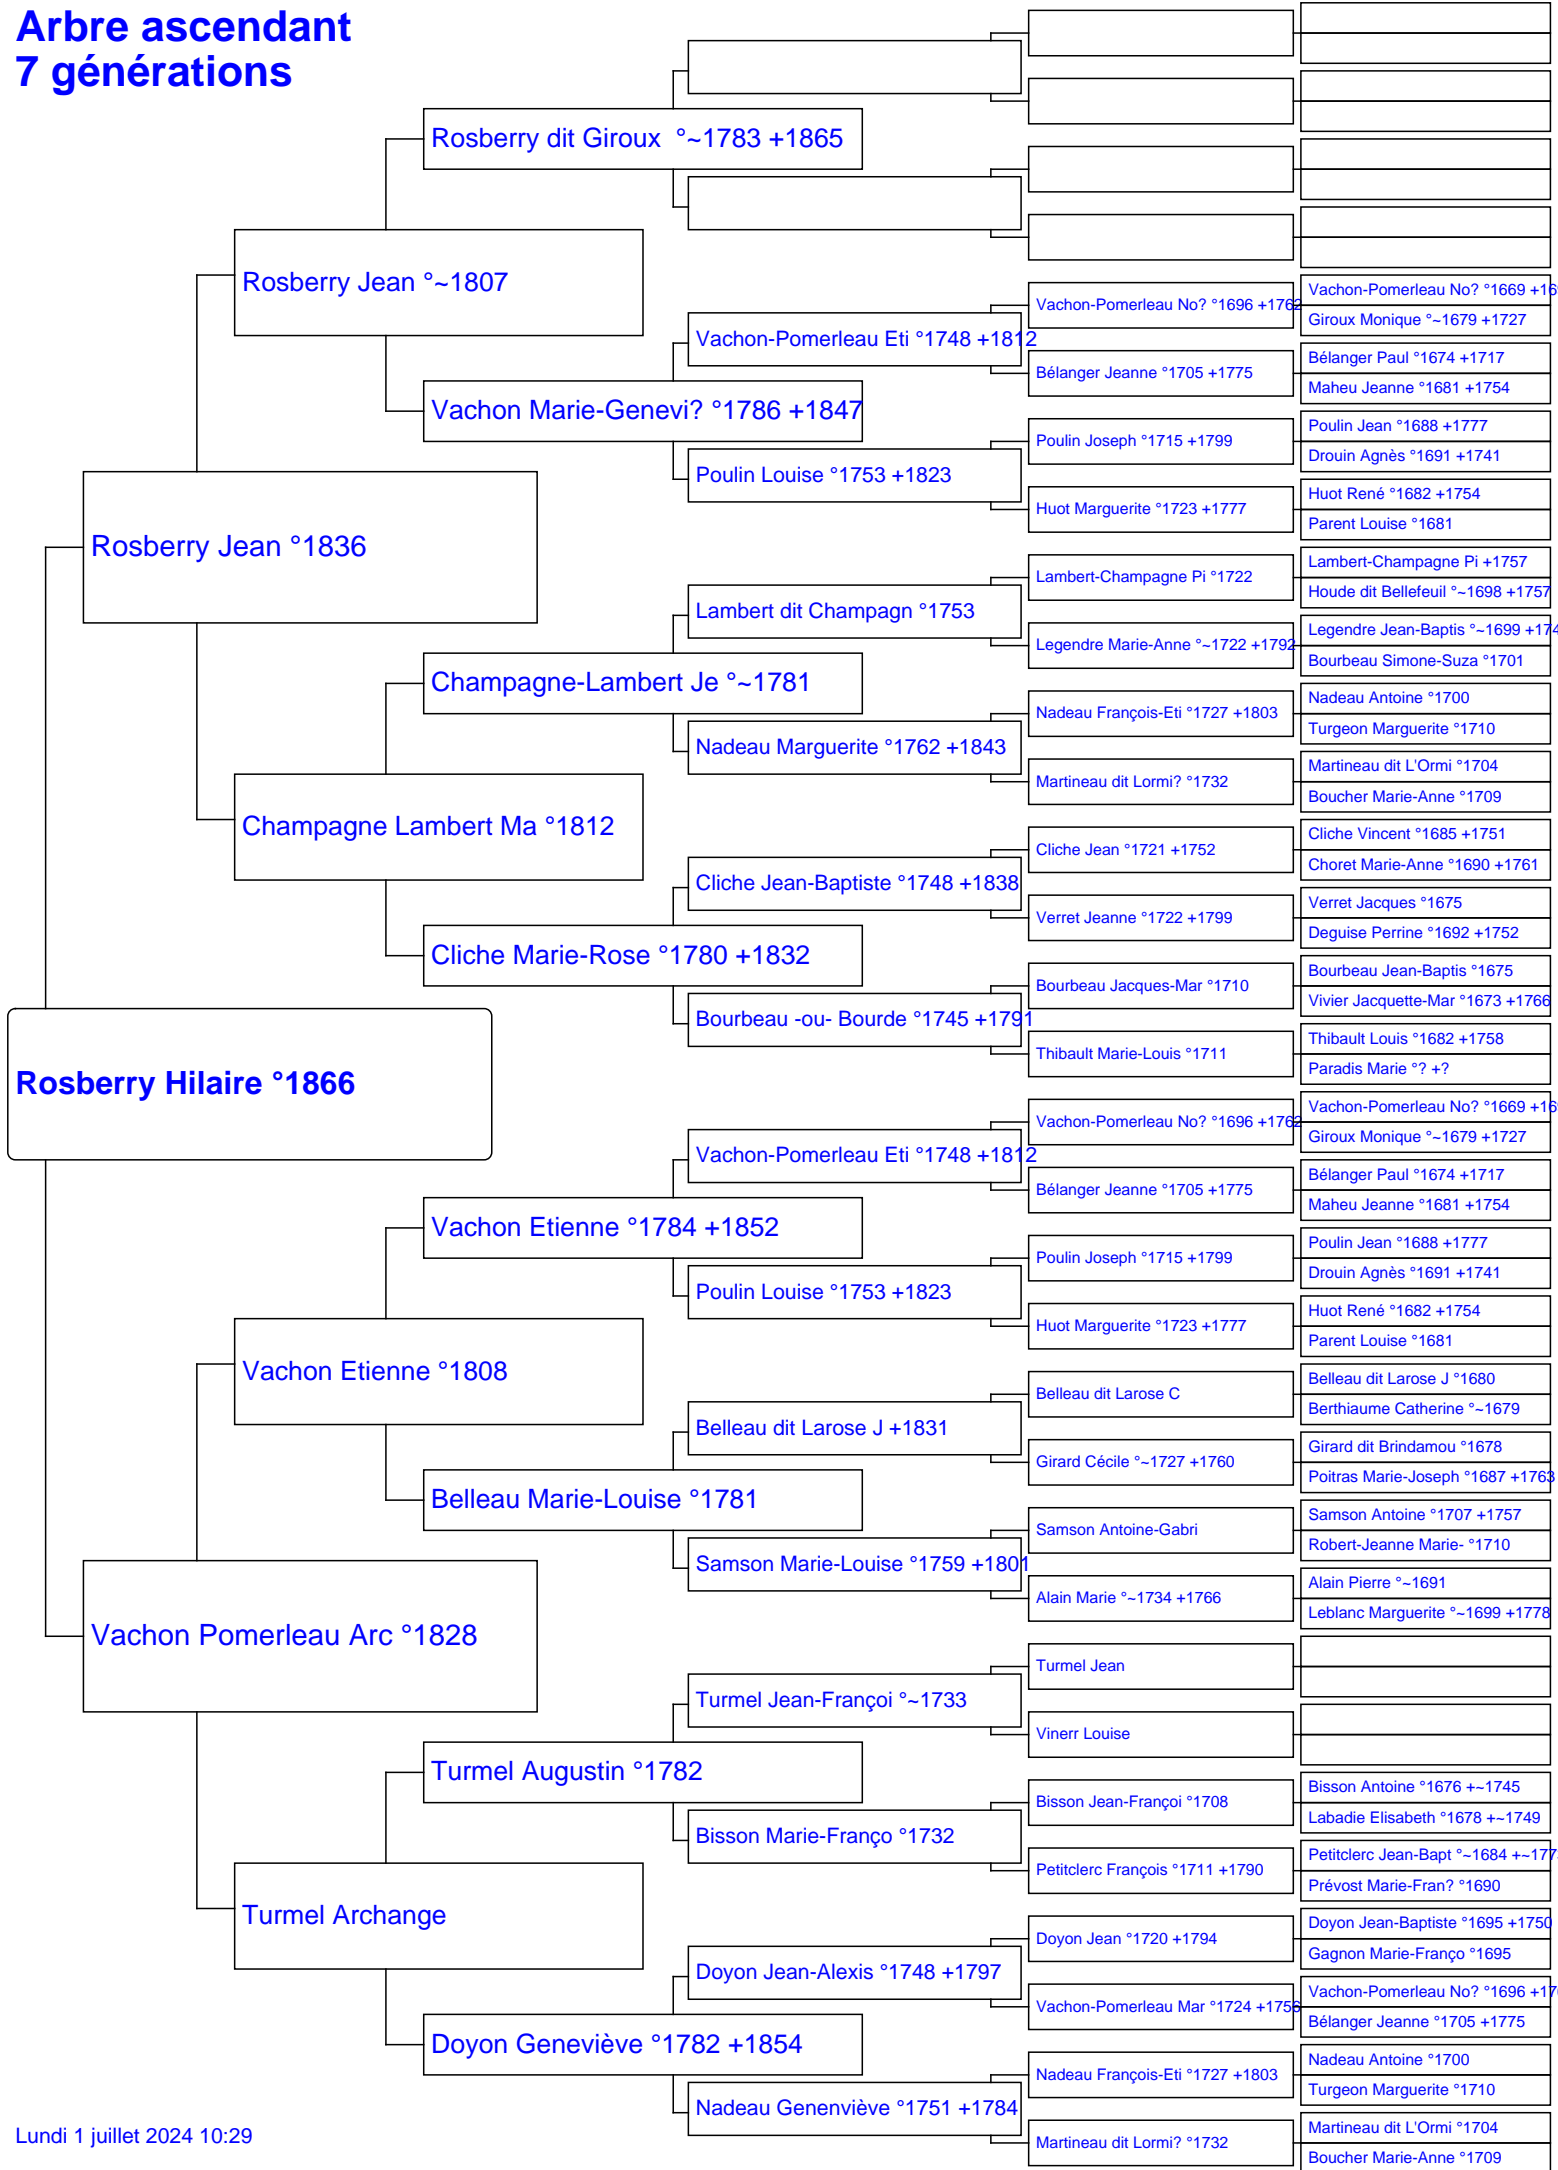 Arbre ascendant
7 générations
Rosberry dit Giroux  °~1783 +1865
Rosberry Jean °~1807
Vachon-Pomerleau No? °1669 +16
Vachon-Pomerleau No? °1696 +1762
Giroux Monique °~1679 +1727
Vachon-Pomerleau Eti °1748 +1812
Bélanger Paul °1674 +1717
Bélanger Jeanne °1705 +1775
Maheu Jeanne °1681 +1754
Vachon Marie-Genevi? °1786 +1847
Poulin Jean °1688 +1777
Poulin Joseph °1715 +1799
Drouin Agnès °1691 +1741
Poulin Louise °1753 +1823
Huot René °1682 +1754
Huot Marguerite °1723 +1777
Parent Louise °1681
Rosberry Jean °1836
Lambert-Champagne Pi +1757
Lambert-Champagne Pi °1722
Houde dit Bellefeuil °~1698 +1757
Lambert dit Champagn °1753
Legendre Jean-Baptis °~1699 +174
Legendre Marie-Anne °~1722 +1792
Bourbeau Simone-Suza °1701
Champagne-Lambert Je °~1781
Nadeau Antoine °1700
Nadeau François-Eti °1727 +1803
Turgeon Marguerite °1710
Nadeau Marguerite °1762 +1843
Martineau dit L'Ormi °1704
Martineau dit Lormi? °1732
Boucher Marie-Anne °1709
Champagne Lambert Ma °1812
Cliche Vincent °1685 +1751
Cliche Jean °1721 +1752
Choret Marie-Anne °1690 +1761
Cliche Jean-Baptiste °1748 +1838
Verret Jacques °1675
Verret Jeanne °1722 +1799
Deguise Perrine °1692 +1752
Cliche Marie-Rose °1780 +1832
Bourbeau Jean-Baptis °1675
Bourbeau Jacques-Mar °1710
Vivier Jacquette-Mar °1673 +1766
Bourbeau -ou- Bourde °1745 +1791
Thibault Louis °1682 +1758
Thibault Marie-Louis °1711
Paradis Marie °? +?
Rosberry Hilaire °1866
Vachon-Pomerleau No? °1669 +16
Vachon-Pomerleau No? °1696 +1762
Giroux Monique °~1679 +1727
Vachon-Pomerleau Eti °1748 +1812
Bélanger Paul °1674 +1717
Bélanger Jeanne °1705 +1775
Maheu Jeanne °1681 +1754
Vachon Etienne °1784 +1852
Poulin Jean °1688 +1777
Poulin Joseph °1715 +1799
Drouin Agnès °1691 +1741
Poulin Louise °1753 +1823
Huot René °1682 +1754
Huot Marguerite °1723 +1777
Parent Louise °1681
Vachon Etienne °1808
Belleau dit Larose J °1680
Belleau dit Larose C
Berthiaume Catherine °~1679
Belleau dit Larose J +1831
Girard dit Brindamou °1678
Girard Cécile °~1727 +1760
Poitras Marie-Joseph °1687 +1763
Belleau Marie-Louise °1781
Samson Antoine °1707 +1757
Samson Antoine-Gabri
Robert-Jeanne Marie- °1710
Samson Marie-Louise °1759 +1801
Alain Pierre °~1691
Alain Marie °~1734 +1766
Leblanc Marguerite °~1699 +1778
Vachon Pomerleau Arc °1828
Turmel Jean
Turmel Jean-Françoi °~1733
Vinerr Louise
Turmel Augustin °1782
Bisson Antoine °1676 +~1745
Bisson Jean-Françoi °1708
Labadie Elisabeth °1678 +~1749
Bisson Marie-Franço °1732
Petitclerc Jean-Bapt °~1684 +~177
Petitclerc François °1711 +1790
Prévost Marie-Fran? °1690
Turmel Archange
Doyon Jean-Baptiste °1695 +1750
Doyon Jean °1720 +1794
Gagnon Marie-Franço °1695
Doyon Jean-Alexis °1748 +1797
Vachon-Pomerleau No? °1696 +17
Vachon-Pomerleau Mar °1724 +1756
Bélanger Jeanne °1705 +1775
Doyon Geneviève °1782 +1854
Nadeau Antoine °1700
Nadeau François-Eti °1727 +1803
Turgeon Marguerite °1710
Nadeau Genenviève °1751 +1784
Martineau dit L'Ormi °1704
Martineau dit Lormi? °1732
Boucher Marie-Anne °1709
Lundi 1 juillet 2024 10:29